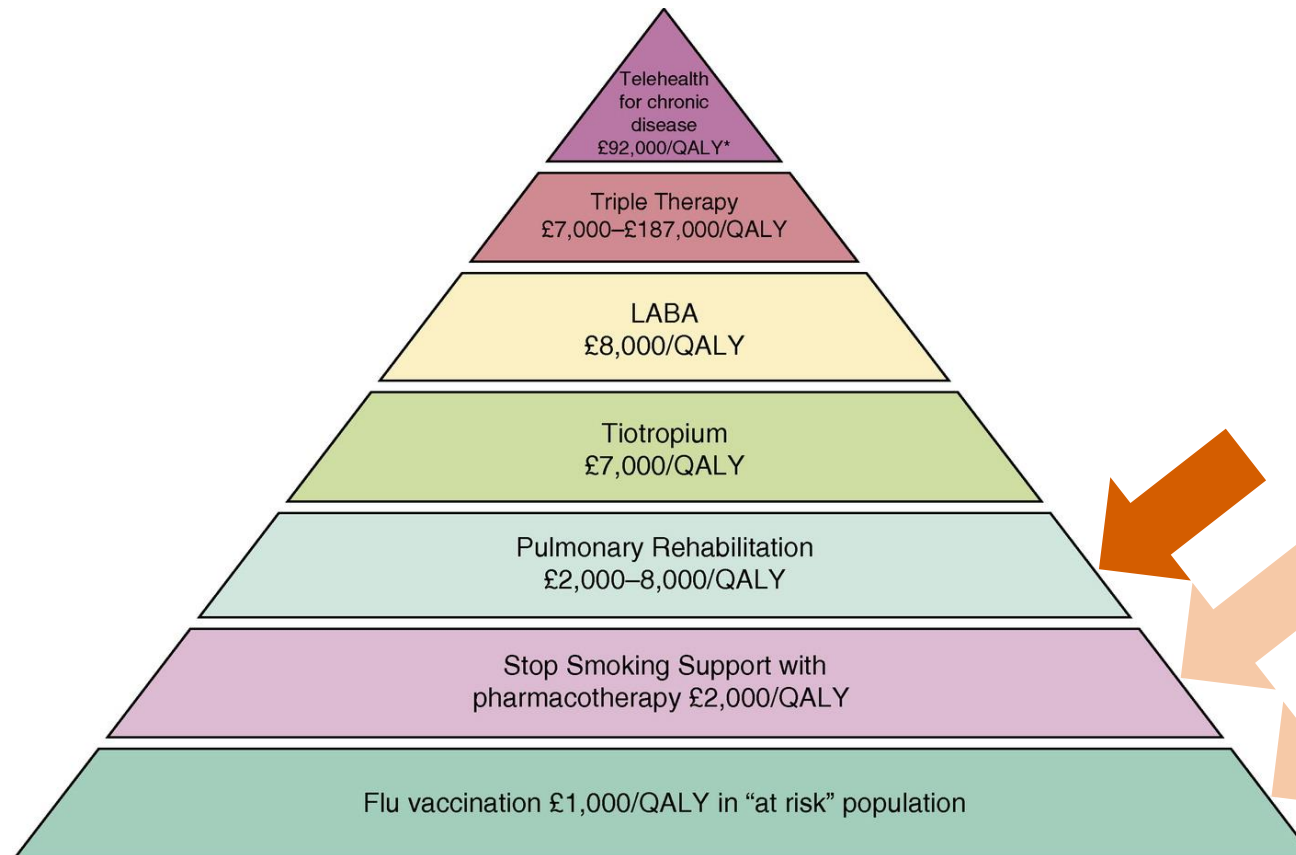 Telehealth
for chronic
disease
£92,000/QALY*
Triple Therapy
£7,000–£187,000/QALY
LABA
£8,000/QALY
Tiotropium
£7,000/QALY
Pulmonary Rehabilitation
£2,000–8,000/QALY
Stop Smoking Support with
pharmacotherapy £2,000/QALY
Flu vaccination £1,000/QALY in “at risk” population